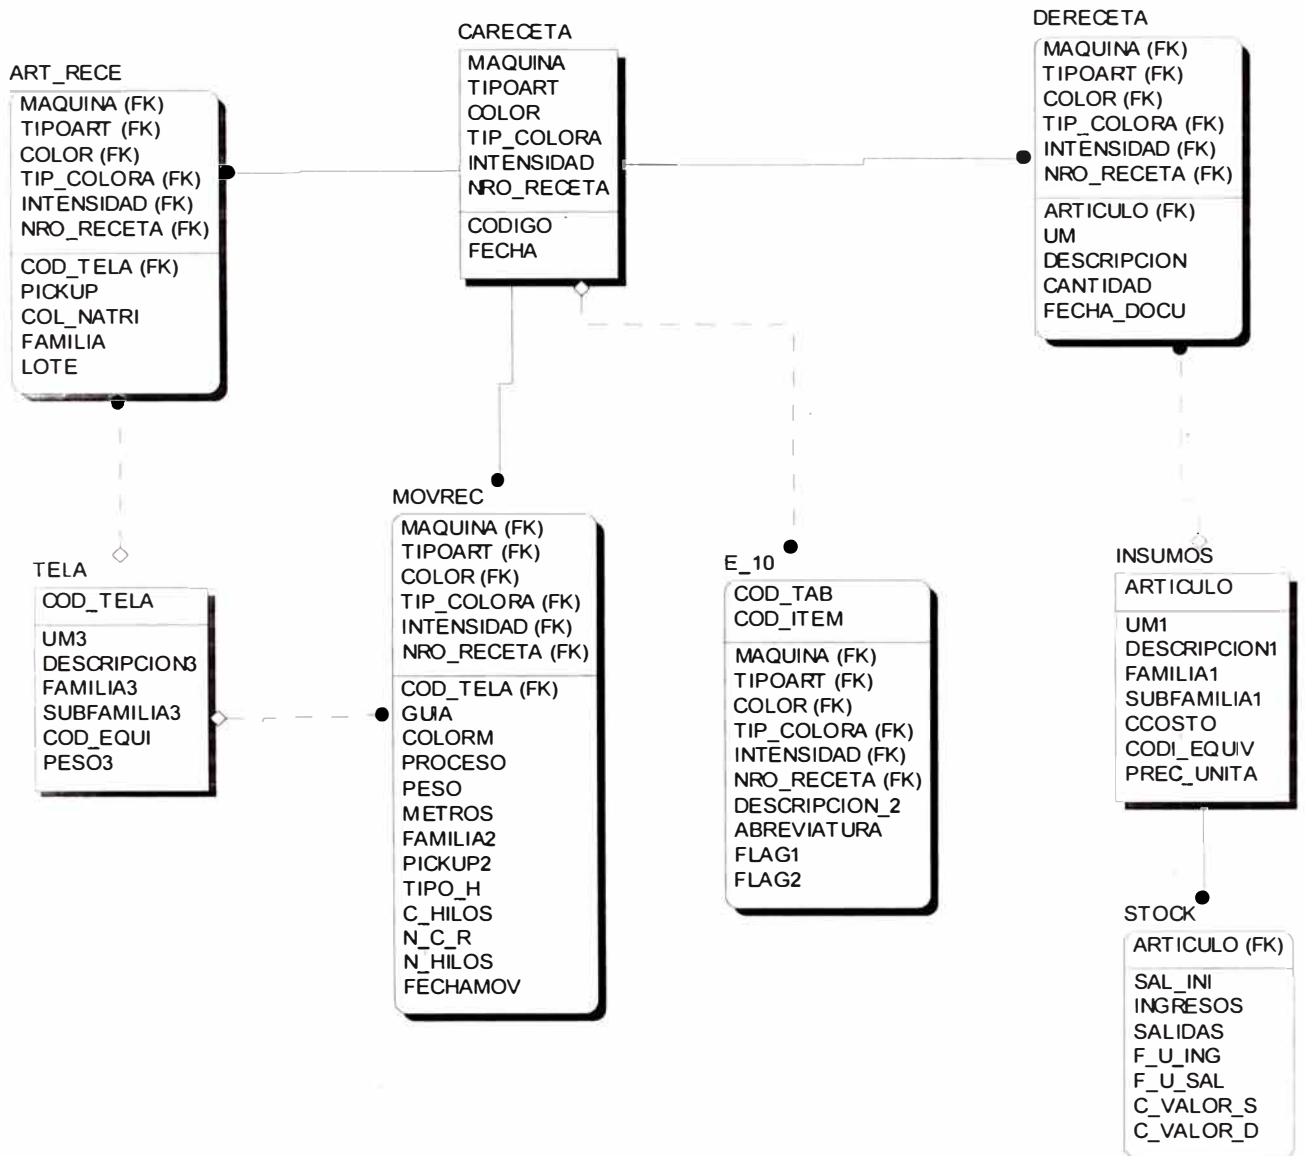 CARECETA
MAQUINA
TIPOART
COLOR
TIP_COLORA
INTENSIDAD
NRO_RECETA
CODIGO
FECHA
DERECETA
MAQUINA (FK)
TIPOART (FK)
COLOR (FK)
TIP_COLORA (FK)
INTENSIDAD (FK)
NRO_RECETA (FK)
ARTICULO (FK)
UM
DESCRIPCION
CANTIDAD
FECHA_DOCU
ART_RECE
MAQUINA (FK)
TIPOART (FK)
COLOR (FK)
TIP_COLORA (FK)
INTENSIDAD (FK)
NRO_RECETA (FK)
COD_TELA (FK)
PICKUP
COL_NATRI
FAMILIA
LOTE
MOVREC
MAQUINA (FK)
TIPOART (FK)
COLOR (FK)
TIP_COLORA (FK)
INTENSIDAD (FK)
NRO_RECETA (FK)
COD_TELA (FK)
GUIA
COLORM
PROCESO
PESO
METROS
FAMILIA2
PICKUP2
TIPO_H
C_HILOS
N_C_R
N_HILOS
FECHAMOV
TELA
COD_TELA
UM3
DESCRIPCION3
FAMILIA3
SUBFAMILIA3
COD_EQUI
PESO3
E_10
COD_TAB
COD_ITEM
MAQUINA (FK)
TIPOART (FK)
COLOR (FK)
TIP_COLORA (FK)
INTENSIDAD (FK)
NRO_RECETA (FK)
DESCRIPCION_2
ABREVIATURA
FLAG1
FLAG2
INSUMOS
ARTICULO
UM1
DESCRIPCION1
FAMILIA1
SUBFAMILIA1
CCOSTO
CODI_EQUIV
PREC_UNITA
STOCK
ARTICULO (FK)
SAL_INI
INGRESOS
SALIDAS
F_U_ING
F_U_SAL
C_VALOR_S
C_VALOR_D